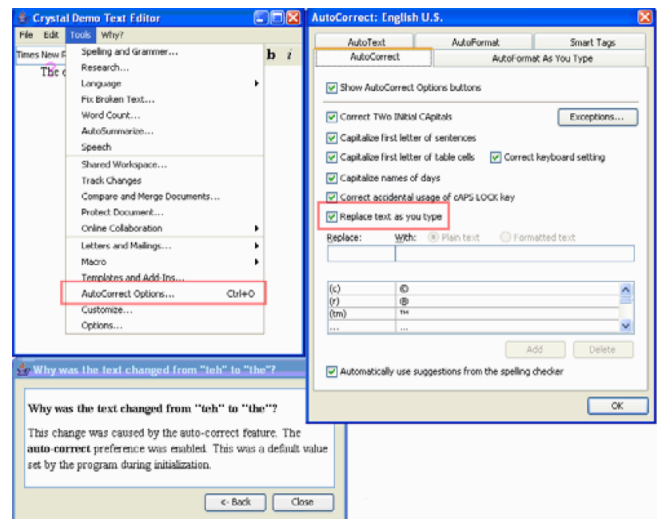 Crystal Demo Text Editor
File Edit Tools Why?
Times New R
b i
The
Spelling and Grammer...
Research...
Language
Fix Broken Text...
Word Count...
AutoSummarize...
Speech
Shared Workspace...
Track Changes
Compare and Merge Documents...
Protect Document...
Online Collaboration
Letters and Mailings...
Macro
Templates and Add-Ins...
AutoCorrect Options... Ctrl+O
Customize...
Options...
AutoCorrect: English U.S.
AutoText AutoFormat Smart Tags
AutoCorrect AutoFormat As You Type
Show AutoCorrect Options buttons
Correct TWo INitial CApitals Exceptions...
Capitalize first letter of sentences
Capitalize first letter of table cells Correct keyboard setting
Capitalize names of days
Correct accidental usage of cAPS LOCK key
Replace text as you type
Replace: With: Plain text Formatted text
(c) ©
(r) ®
(tm) ™
... ...
Add Delete
Automatically use suggestions from the spelling checker
OK
Why was the text changed from "teh" to "the"?
Why was the text changed from "teh" to "the"?
This change was caused by the auto-correct feature. The
auto-correct preference was enabled. This was a default value
set by the program during initialization.
<- Back Close